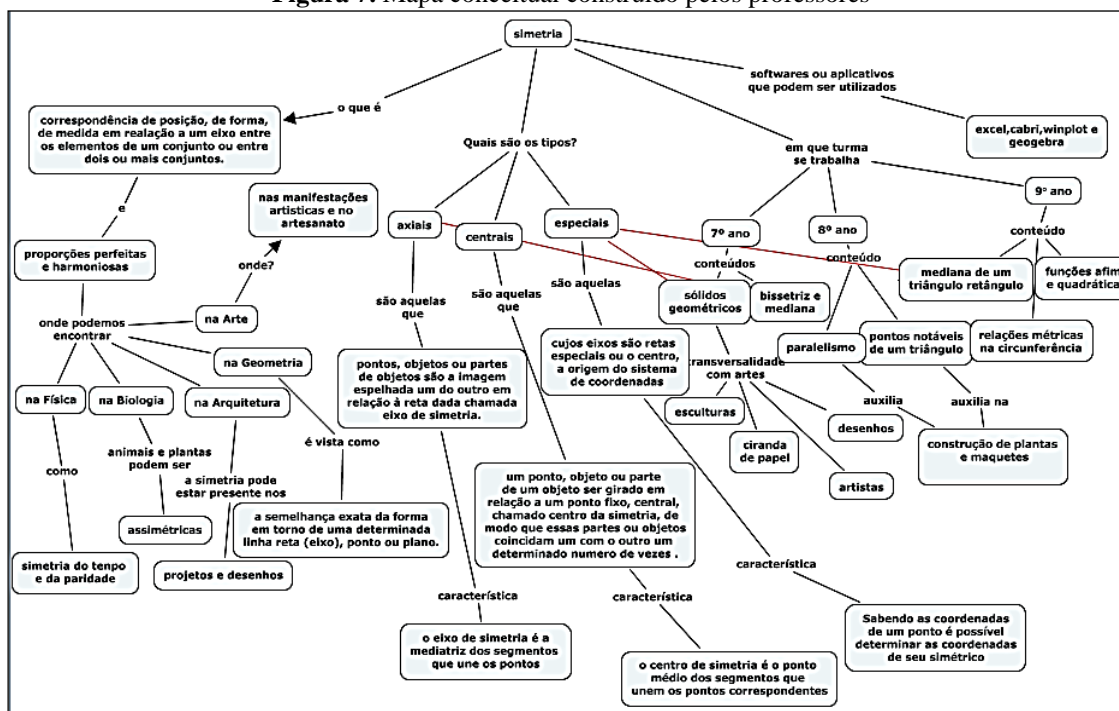 Figura 7. Mapa conceitual construído pelos professores
simetria
softwares ou aplicativos
que podem ser utilizados
o que é
correspondência de posição, de forma,
de medida em realação a um eixo entre
os elementos de um conjunto ou entre
dois ou mais conjuntos.
excel,cabri,winplot e
geogebra
Quais são os tipos?
em que turma
se trabalha
9º ano
nas manifestações
artisticas e no
artesanato
e
axiais
centrais
especiais
7º ano
8º ano
conteúdo
proporções perfeitas
e harmoniosas
onde?
conteúdos
conteúdo
mediana de um
triângulo retângulo
funções afim
e quadrática
são aquelas
que
são aquelas
que
são aquelas
sólidos
geométricos
bissetriz e
mediana
onde podemos
encontrar
na Arte
na Geometria
cujos eixos são retas
especiais ou o centro,
a origem do sistema
de coordenadas
paralelismo
pontos notáveis
de um triângulo
relações métricas
na circunferência
pontos, objetos ou partes
de objetos são a imagem
espelhada um do outro em
relação à reta dada chamada
eixo de simetria.
transversalidade
com artes
na Física
na Biologia
na Arquitetura
esculturas
desenhos
auxilia
auxilia na
ciranda
de papel
construção de plantas
e maquetes
como
animais e plantas
podem ser
é vista como
a simetria pode
estar presente nos
artistas
um ponto, objeto ou parte
de um objeto ser girado em
relação a um ponto fixo, central,
chamado centro da simetria, de
modo que essas partes ou objetos
coincidam um com o outro um
determinado numero de vezes .
assimétricas
a semelhança exata da forma
em torno de uma determinada
linha reta (eixo), ponto ou plano.
simetria do tenpo
e da paridade
projetos e desenhos
característica
característica
característica
o eixo de simetria é a
mediatriz dos segmentos
que une os pontos
Sabendo as coordenadas
de um ponto é possível
determinar as coordenadas
de seu simétrico
o centro de simetria é o ponto
médio dos segmentos que
unem os pontos correspondentes